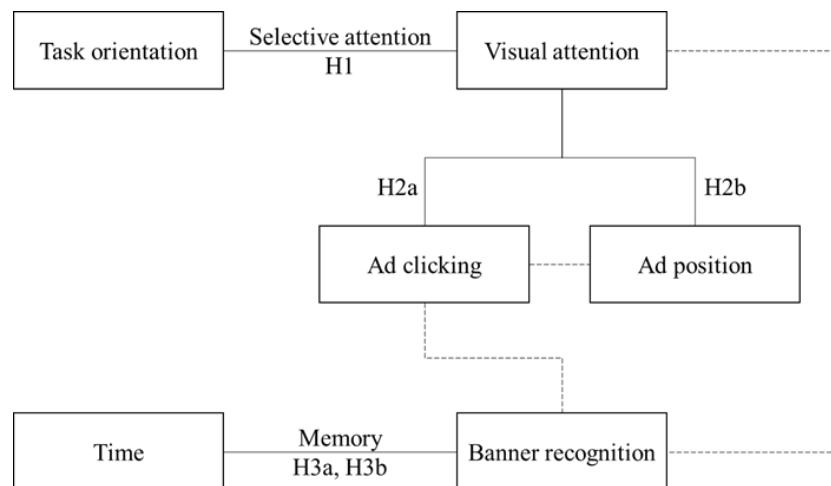 Selective attention
Task orientation
Visual attention
H1
H2a
H2b
Ad clicking
Ad position
Memory
Time
Banner recognition
H3a, H3b